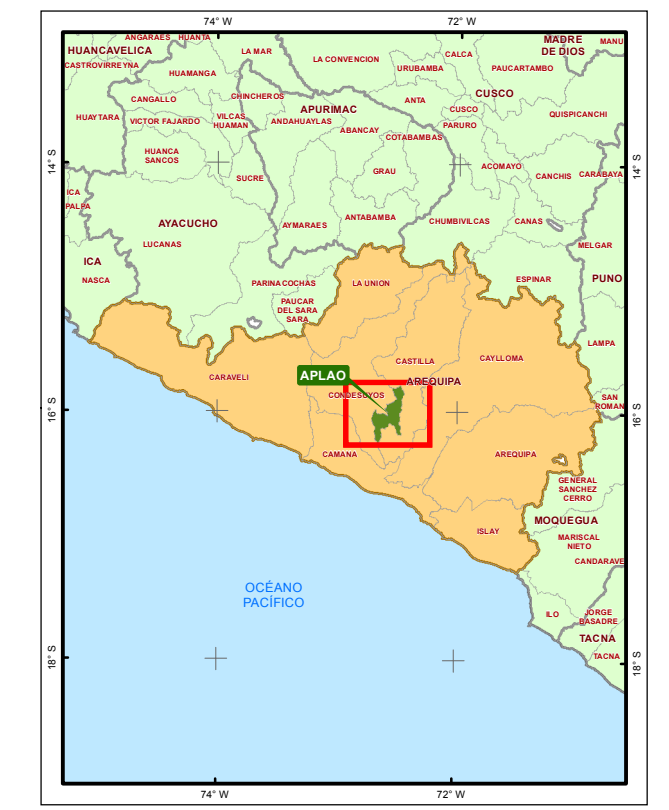 74° W
72° W
ANGARAES
HUANTA
HUANCAVELICA
CASTROVIRREYNA
LA MAR
LA CONVENCION
CALCA
MADRE
DE DIOS
MANU
HUAMANGA
URUBAMBA
PAUCARTAMBO
CANGALLO
CHINCHEROS
APURIMAC
ANTA
CUSCO
HUAYTARA
VICTOR FAJARDO
VILCAS
HUAMAN
ANDAHUAYLAS
ABANCAY
COTABAMBAS
CUSCO
PARURO
QUISPICANCHI
HUANCA
SANCOS
14° S
14° S
SUCRE
GRAU
ACOMAYO
CANCHIS
CARABAYA
ICA
PALPA
AYACUCHO
LUCANAS
AYMARAES
ANTABAMBA
CHUMBIVILCAS
CANAS
MELGAR
ICA
NASCA
PARINACOCHAS
LA UNION
ESPINAR
PUNO
PAUCAR
DEL SARA
SARA
LAMPA
CARAVELI
APLAO
CASTILLA
CAYLLOMA
AREQUIPA
CONDESUYOS
SAN
ROMAN
16° S
16° S
CAMANA
AREQUIPA
GENERAL
SANCHEZ
CERRO
MOQUEGUA
ISLAY
MARISCAL
NIETO
CANDARAVE
OCÉANO
PACÍFICO
ILO
JORGE
BASADRE
TACNA
TACNA
18° S
18° S
74° W
72° W